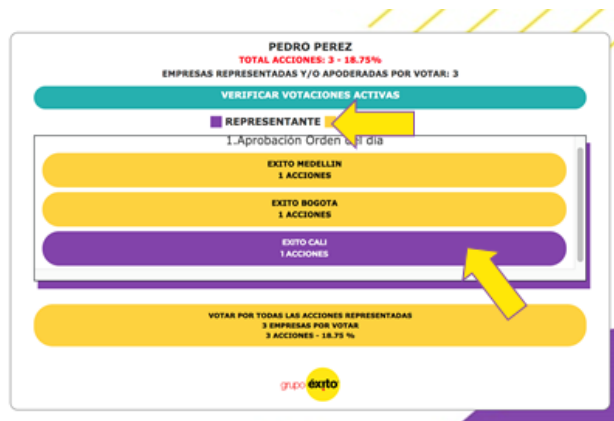 PEDRO PEREZ
TOTAL ACCIONES: 3 - 18.75%
EMPRESAS REPRESENTADAS Y/O APODERADAS POR VOTAR: 3
VERIFICAR VOTACIONES ACTIVAS
REPRESENTANTE
1.Aprobación Orden del día
EXITO MEDELLIN
1 ACCIONES
EXITO BOGOTA
1 ACCIONES
EXITO CALI
1 ACCIONES
VOTAR POR TODAS LAS ACCIONES REPRESENTADAS
3 EMPRESAS POR VOTAR
3 ACCIONES - 18.75 %
grupo éxito